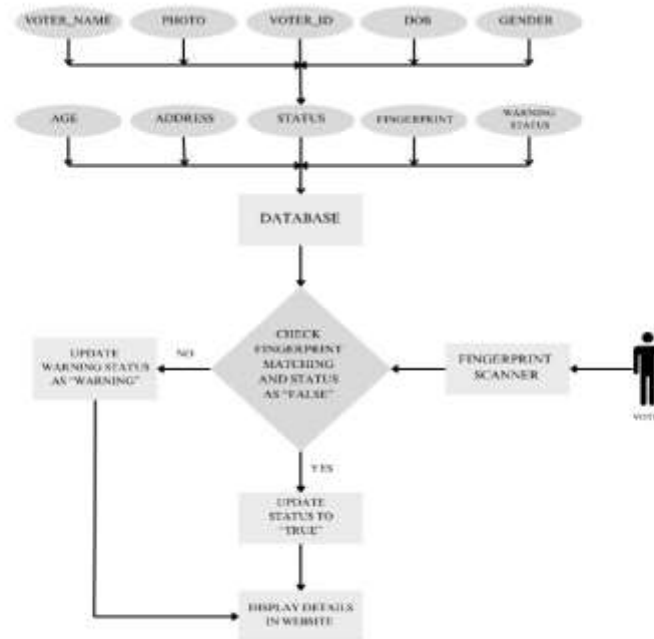 VOTER_NAME
PHOTO
VOTER_ID
DOB
GENDER
AGE
ADDRESS
STATUS
FINGERPRINT
WARNING
STATUS
DATABASE
CHECK
FINGERPRINT
MATCHING
AND STATUS
AS "FALSE"
NO
UPDATE
WARNING STATUS
AS "WARNING"
FINGERPRINT
SCANNER
YES
UPDATE
STATUS TO
"TRUE"
DISPLAY DETAILS
IN WEBSITE